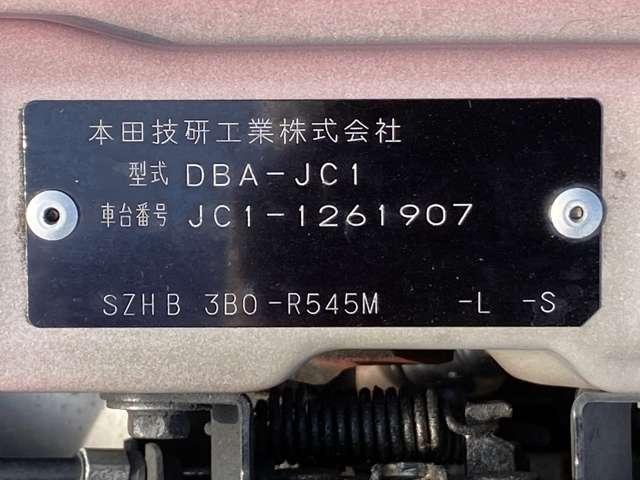 本田技研工業株式会社
型式 DBA-JC1
車台番号 JC1-1261907
SZHB 3B0-R545M -L -S